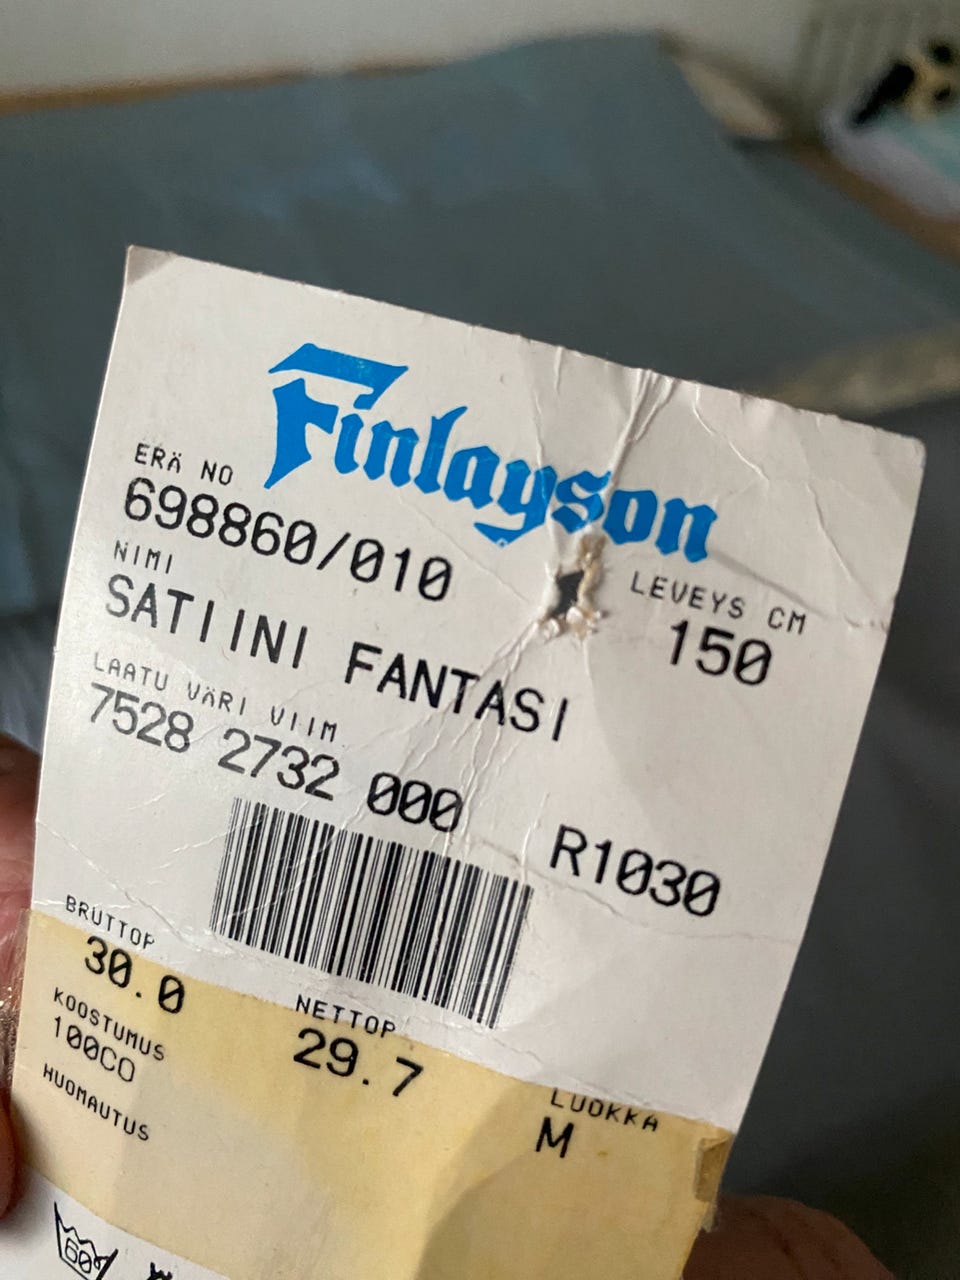 Finlayson
ERÄ NO
698860/010
LEVEYS CM
150
NIMI
SATIINI FANTASI
LAATU VÄRI VIIM
7528 2732 000
R1030
BRUTTOP
30.0
NETTOP
29.7
KOOSTUMUS
100CO
LUOKKA
M
HUOMAUTUS
60